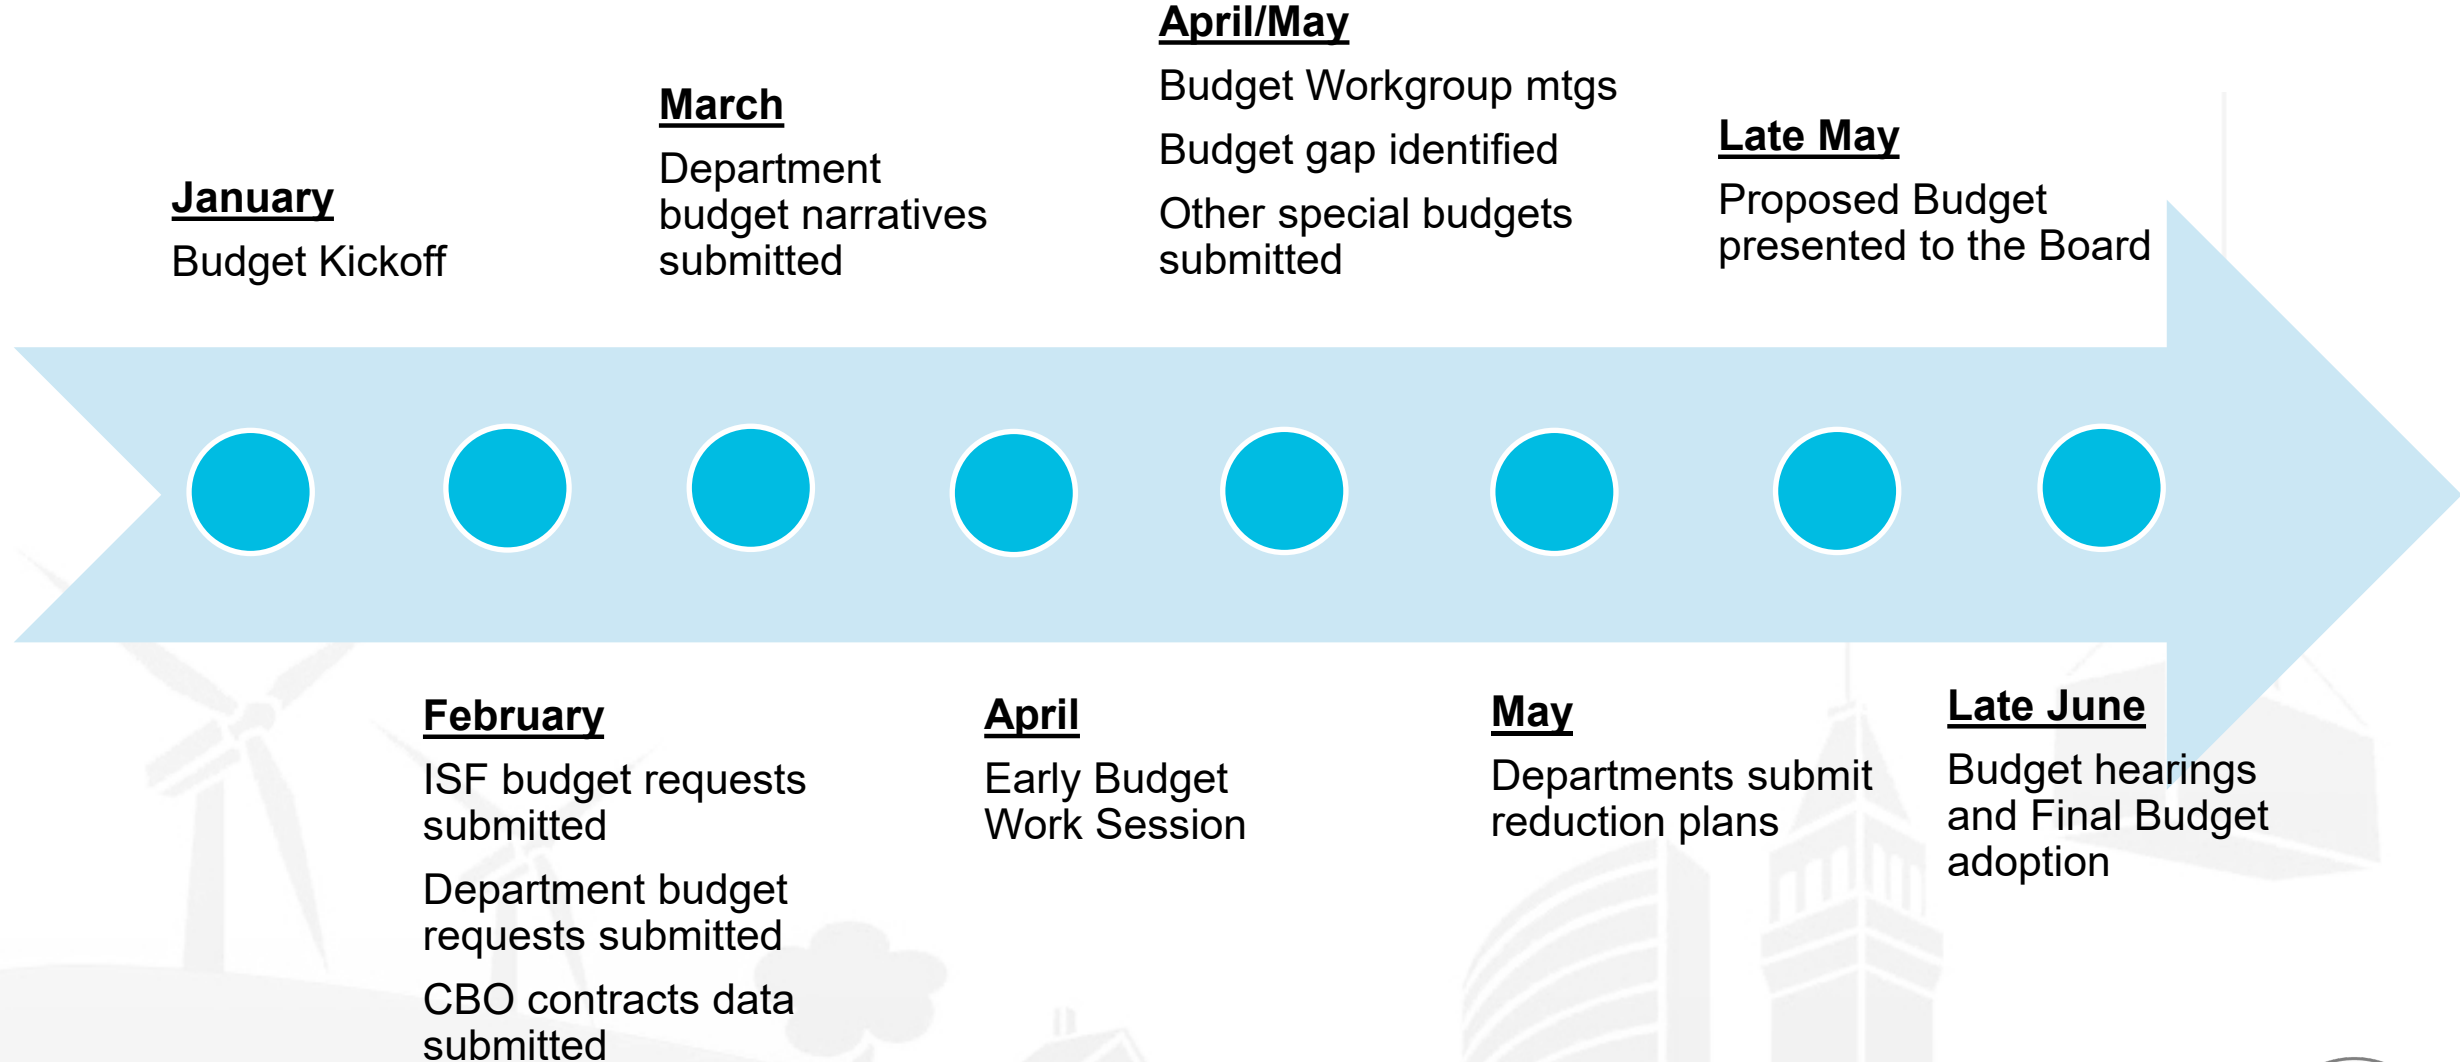 January
Budget Kickoff
February
ISF budget requests
submitted
Department budget
requests submitted
CBO contracts data
submitted
March
Department
budget narratives
submitted
April
Early Budget
Work Session
April/May
Budget Workgroup mtgs
Budget gap identified
Other special budgets
submitted
May
Departments submit
reduction plans
Late May
Proposed Budget
presented to the Board
Late June
Budget hearings
and Final Budget
adoption